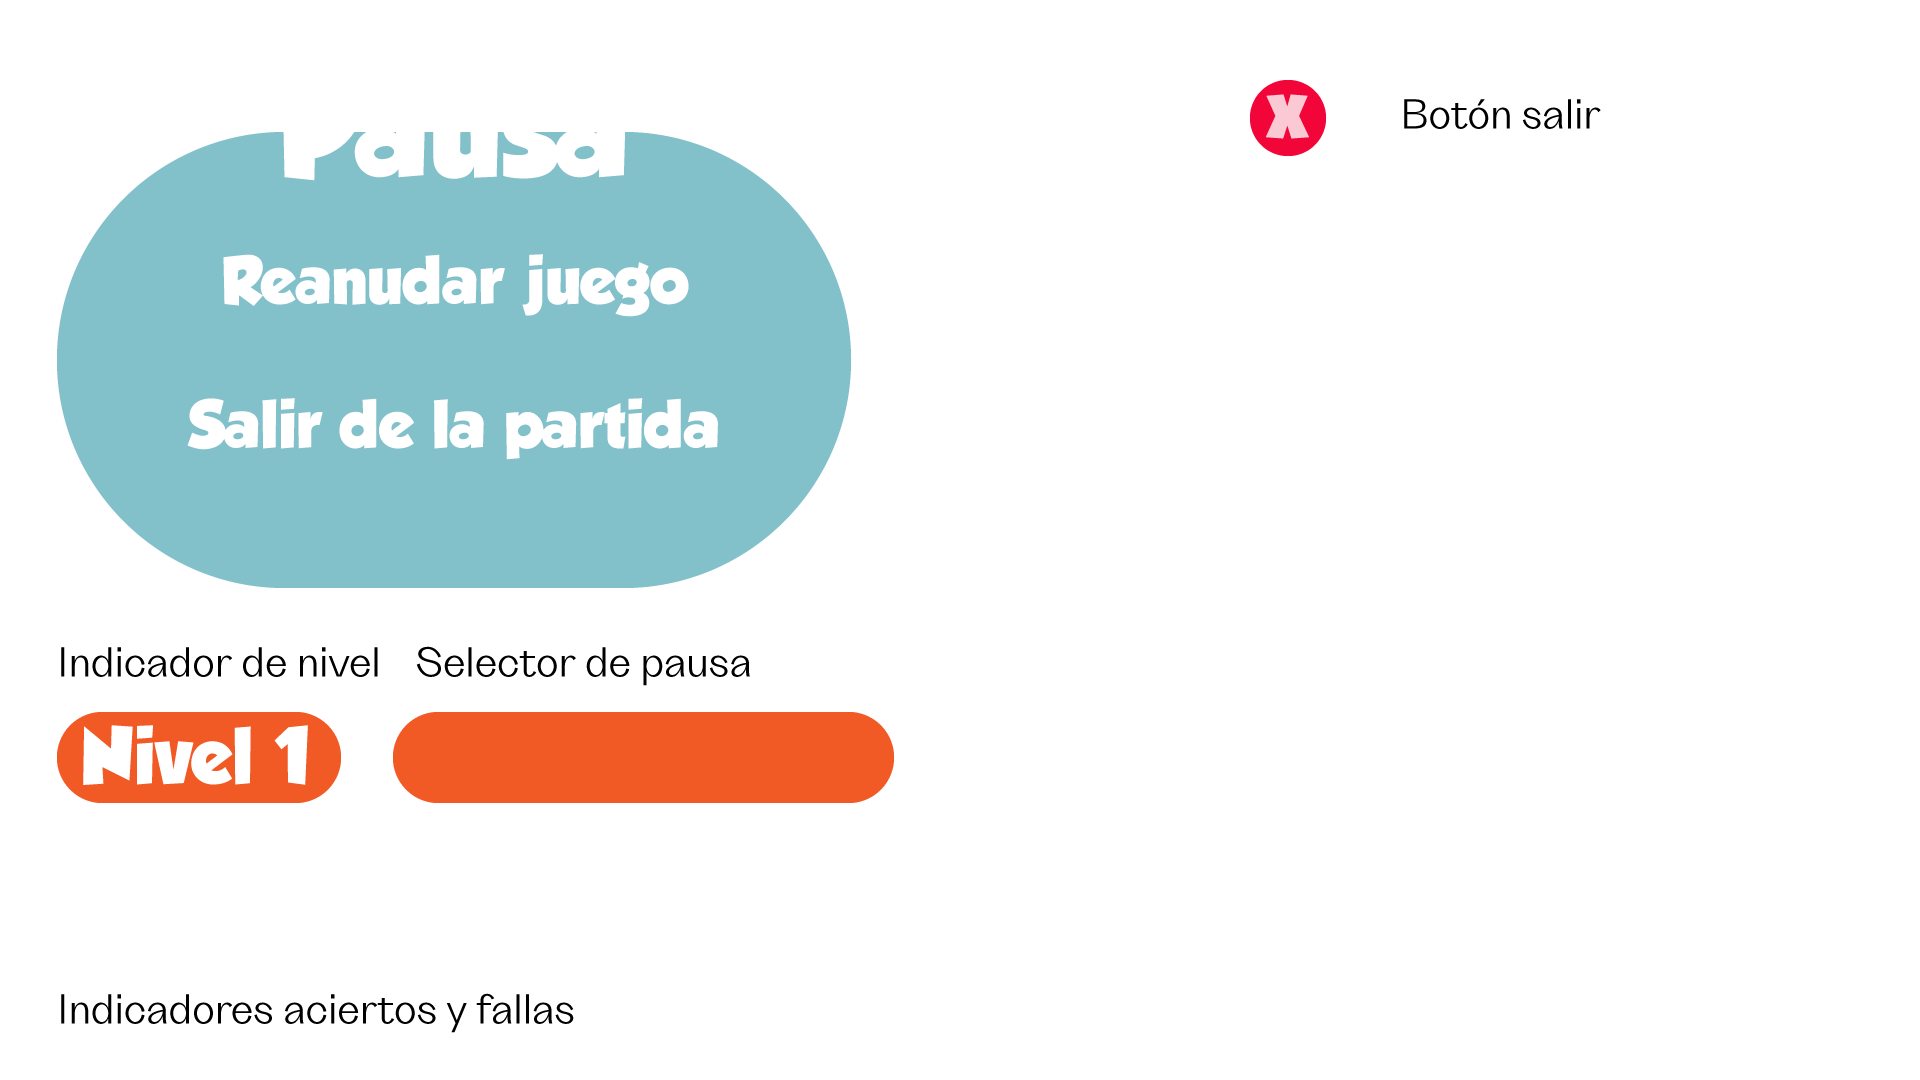 Pausa
X
Botón salir
Reanudar juego
Salir de la partida
Indicador de nivel
Selector de pausa
Nivel 1
Indicadores aciertos y fallas